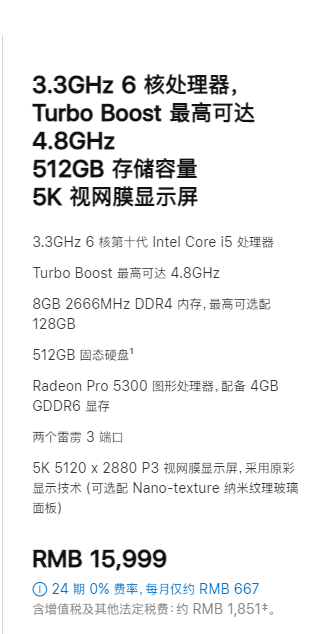 3.3GHz 6 核处理器，
Turbo Boost 最高可达
4.8GHz
512GB 存储容量
5K 视网膜显示屏
3.3GHz 6 核第十代 Intel Core i5 处理器
Turbo Boost 最高可达 4.8GHz
8GB 2666MHz DDR4 内存，最高可选配
128GB
512GB 固态硬盘¹
Radeon Pro 5300 图形处理器，配备 4GB
GDDR6 显存
两个雷雳 3 端口
5K 5120 x 2880 P3 视网膜显示屏，采用原彩
显示技术 (可选配 Nano-texture 纳米纹理玻璃
面板)
RMB 15,999
24 期 0% 费率，每月仅约 RMB 667
含增值税及其他法定税费：约 RMB 1,851‡。